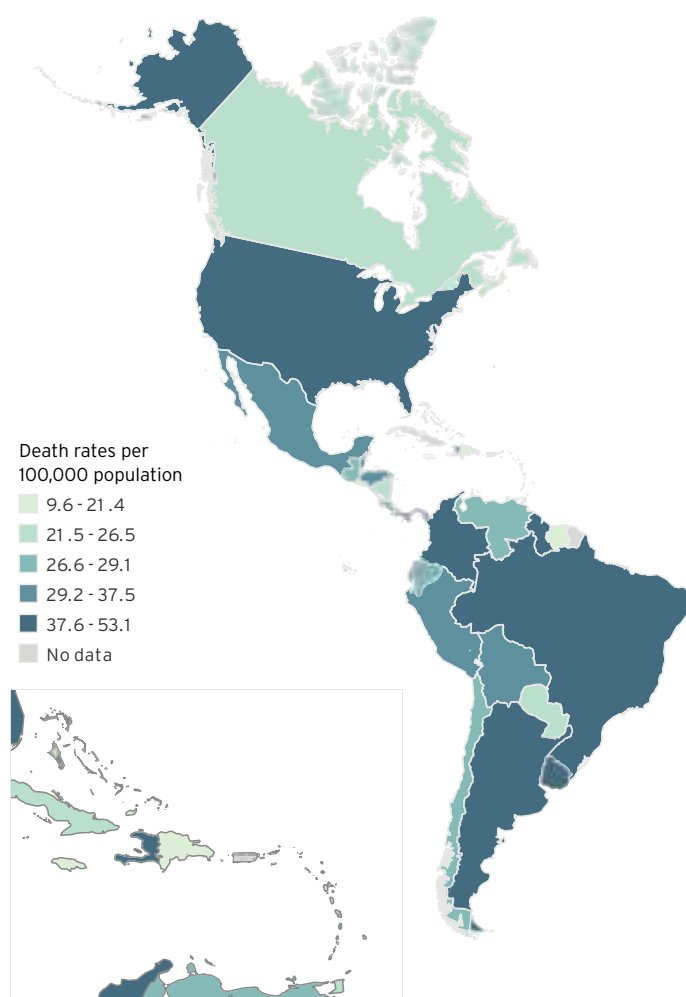 Death rates per
100,000 population
9.6 - 21.4
21.5 - 26.5
26.6 - 29.1
29.2 - 37.5
37.6 - 53.1
No data